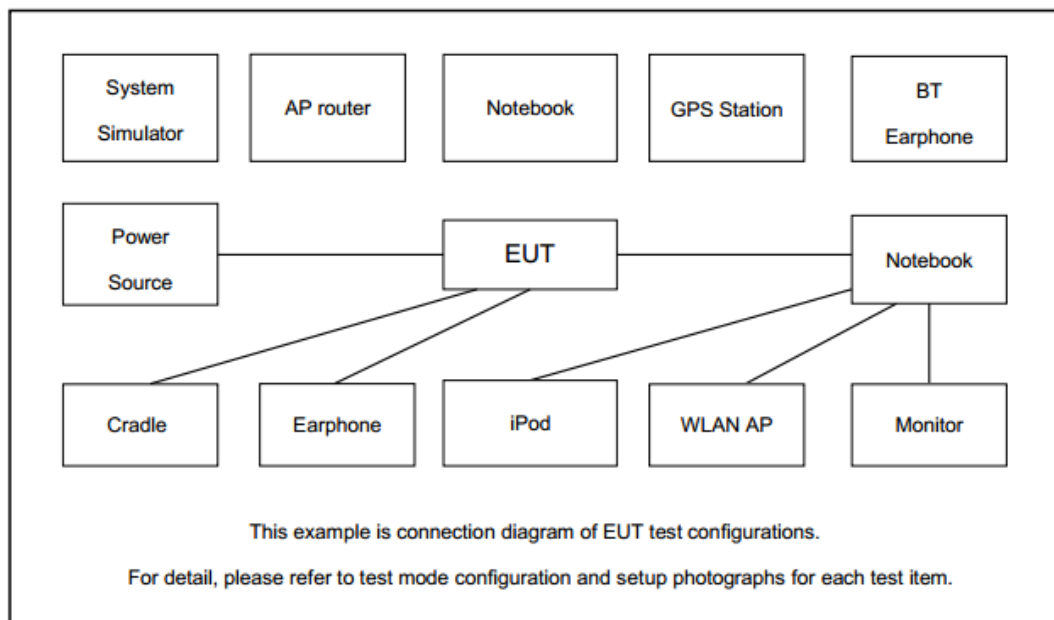 System
Simulator
AP router
Notebook
GPS Station
BT
Earphone
Power
Source
EUT
Notebook
Cradle
Earphone
iPod
WLAN AP
Monitor
This example is connection diagram of EUT test configurations.
For detail, please refer to test mode configuration and setup photographs for each test item.